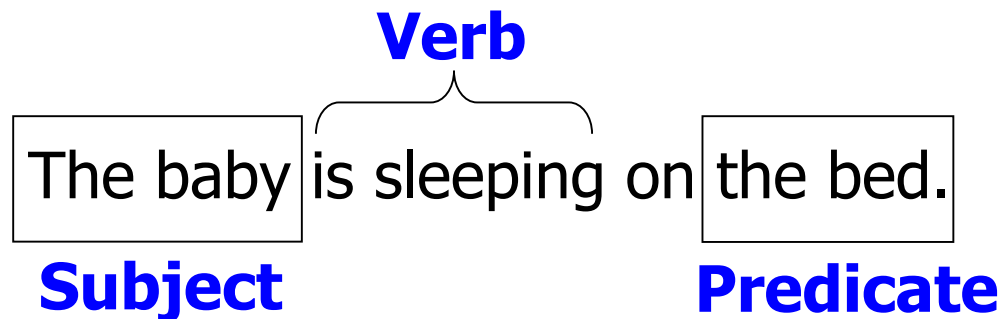 Verb
The baby is sleeping on the bed.
Subject Predicate